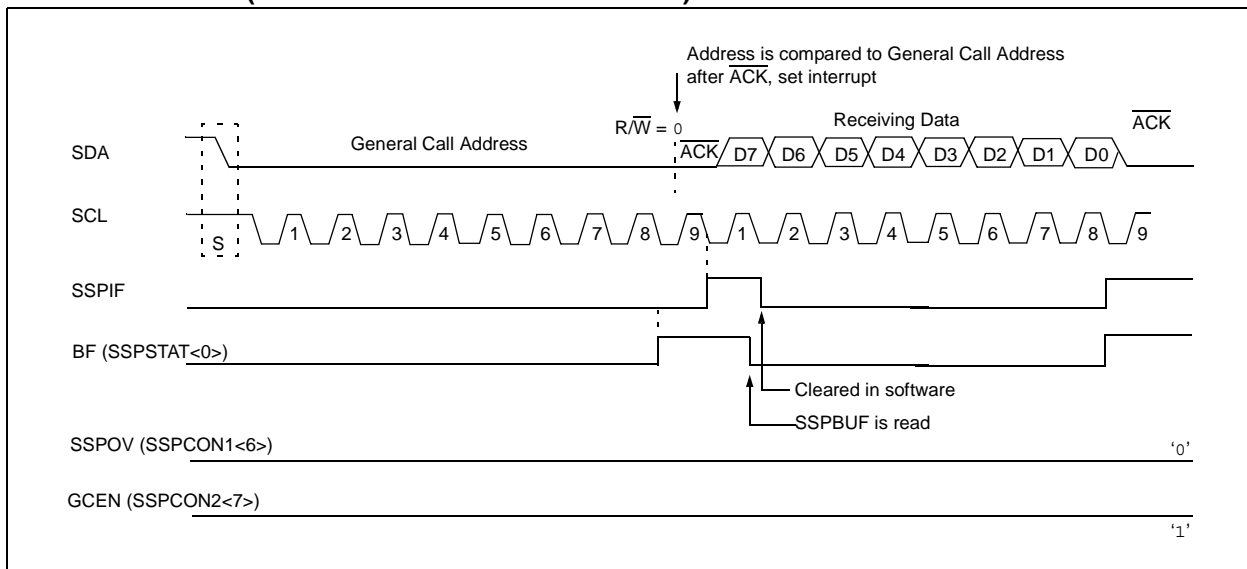 Address is compared to General Call Address
after ACK, set interrupt
R/W = 0
Receiving Data
ACK
SDA
General Call Address
ACK
D7 D6 D5 D4 D3 D2 D1 D0
SCL
S
1 2 3 4 5 6 7 8 9 1 2 3 4 5 6 7 8 9
SSPIF
BF (SSPSTAT<0>)
Cleared in software
SSPBUF is read
SSPOV (SSPCON1<6>)
‘0’
GCEN (SSPCON2<7>)
‘1’